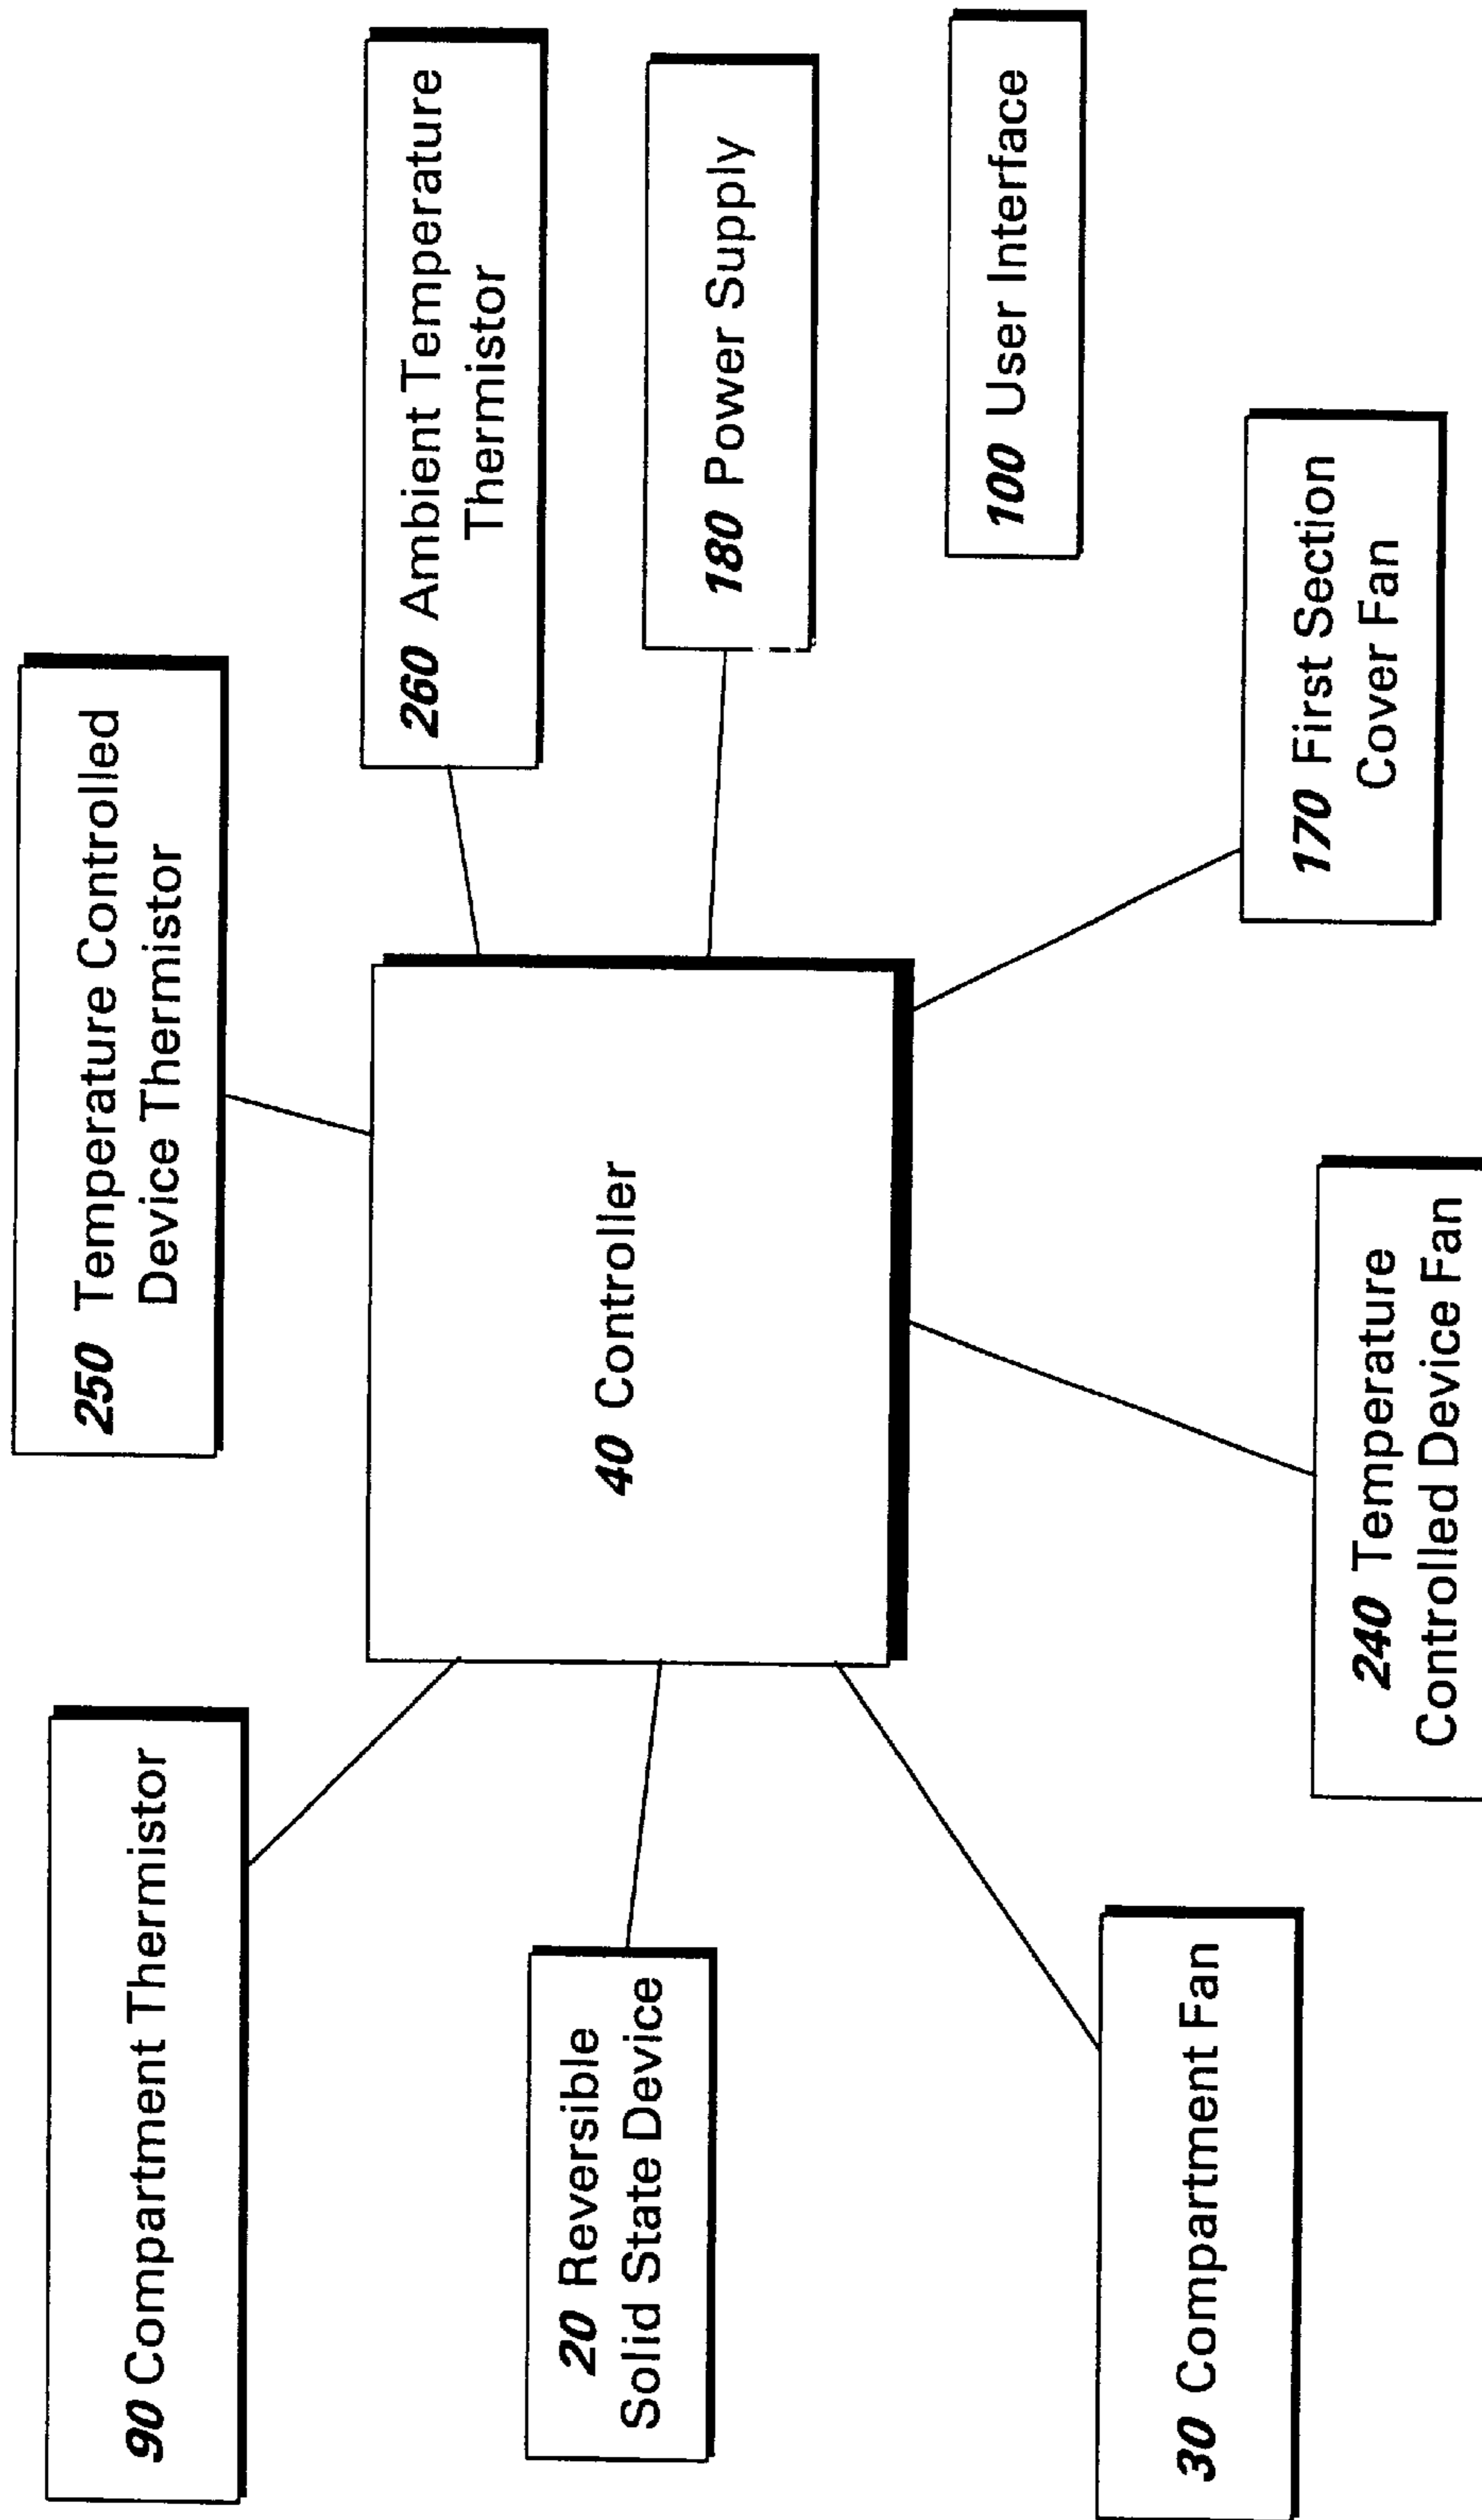 250 Temperature Controlled
Device Thermistor
90 Compartment Thermistor
260 Ambient Temperature
Thermistor
20 Reversible
Solid State Device
40 Controller
180 Power Supply
100 User Interface
30 Compartment Fan
240 Temperature
Controlled Device Fan
170 First Section
Cover Fan